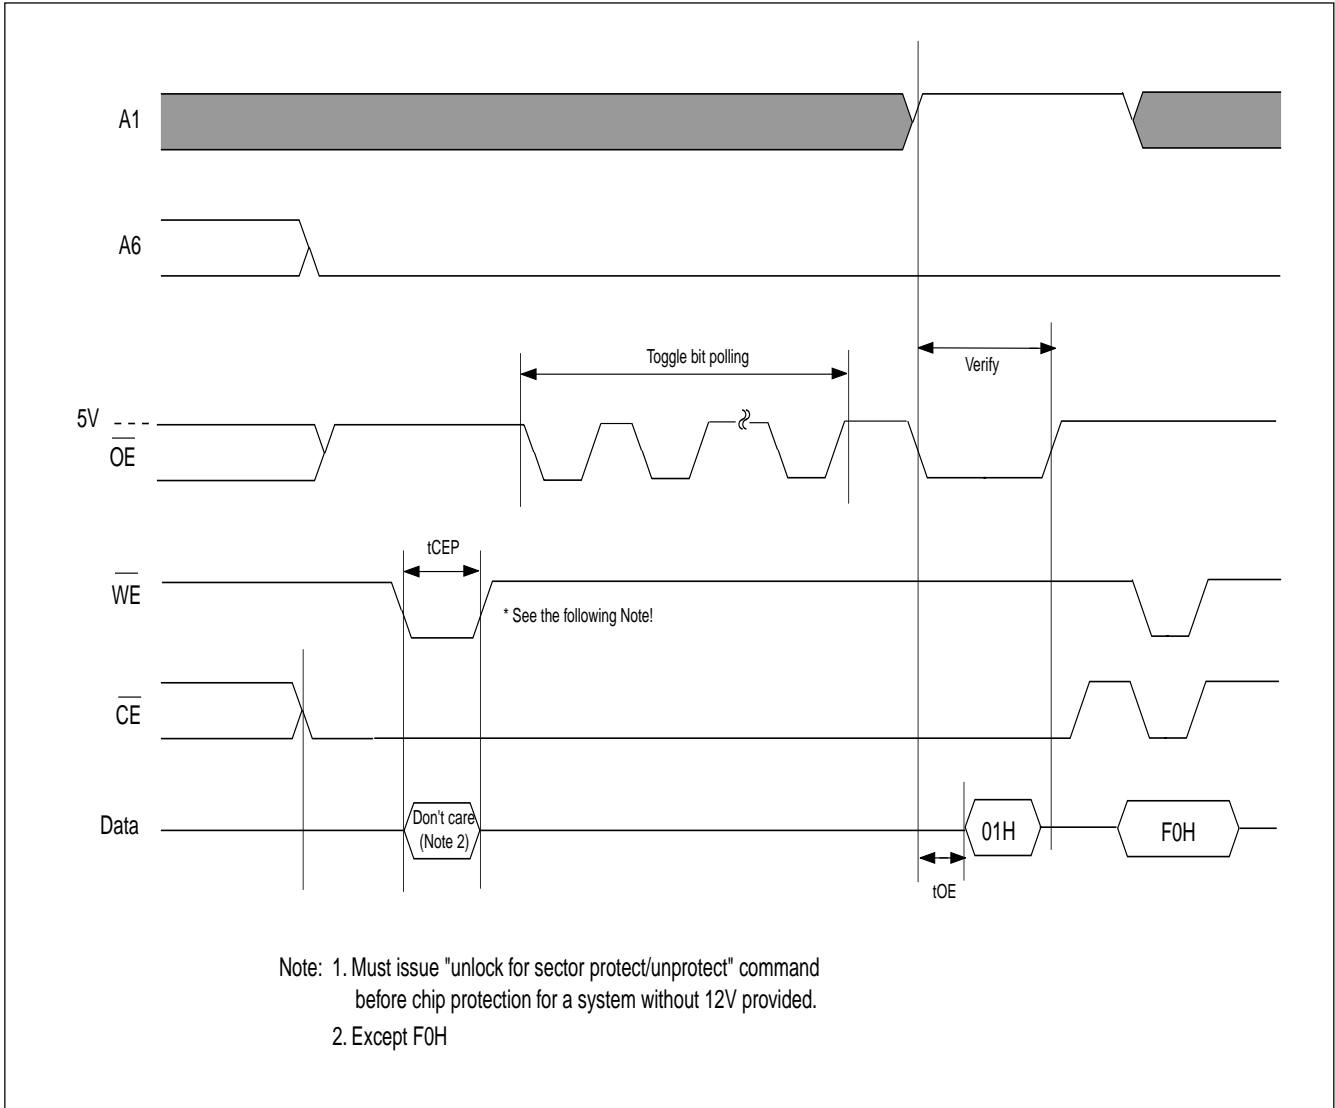 A1
A6
Toggle bit polling
Verify
5V
OE
tCEP
WE
* See the following Note!
CE
Data
Don't care
(Note 2)
01H
F0H
tOE
Note: 1. Must issue "unlock for sector protect/unprotect" command
before chip protection for a system without 12V provided.
2. Except F0H